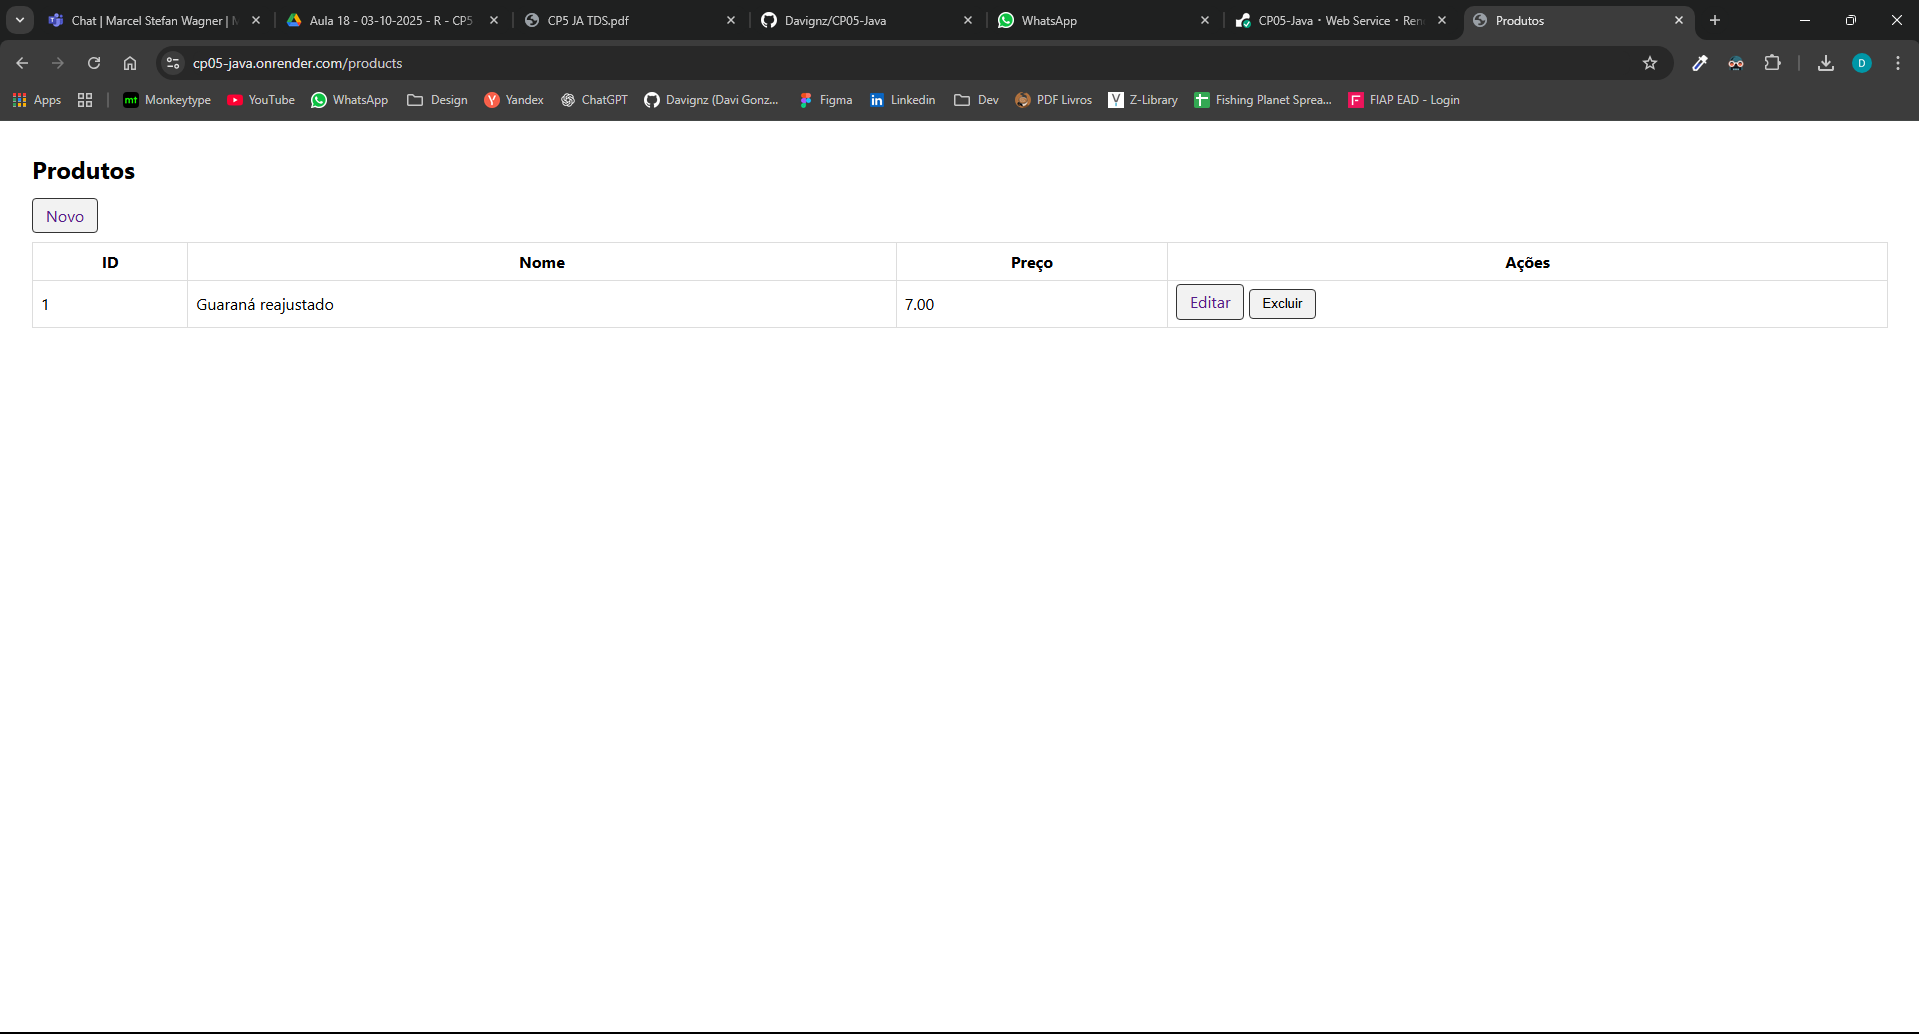 Chat | Marcel Stefan Wagner | M
Aula 18 - 03-10-2025 - R - CP5
CP5 JA TDS.pdf
Davignz/CP05-Java
WhatsApp
CP05-Java · Web Service · Ren
Produtos
cp05-java.onrender.com/products
D
Apps
mt Monkeytype
YouTube
WhatsApp
Design
Y Yandex
ChatGPT
Davignz (Davi Gonz...
Figma
in Linkedin
Dev
PDF Livros
Z-Library
Fishing Planet Sprea...
F FIAP EAD - Login
Produtos
Novo
ID Nome Preço Ações
1 Guaraná reajustado 7.00 Editar Excluir